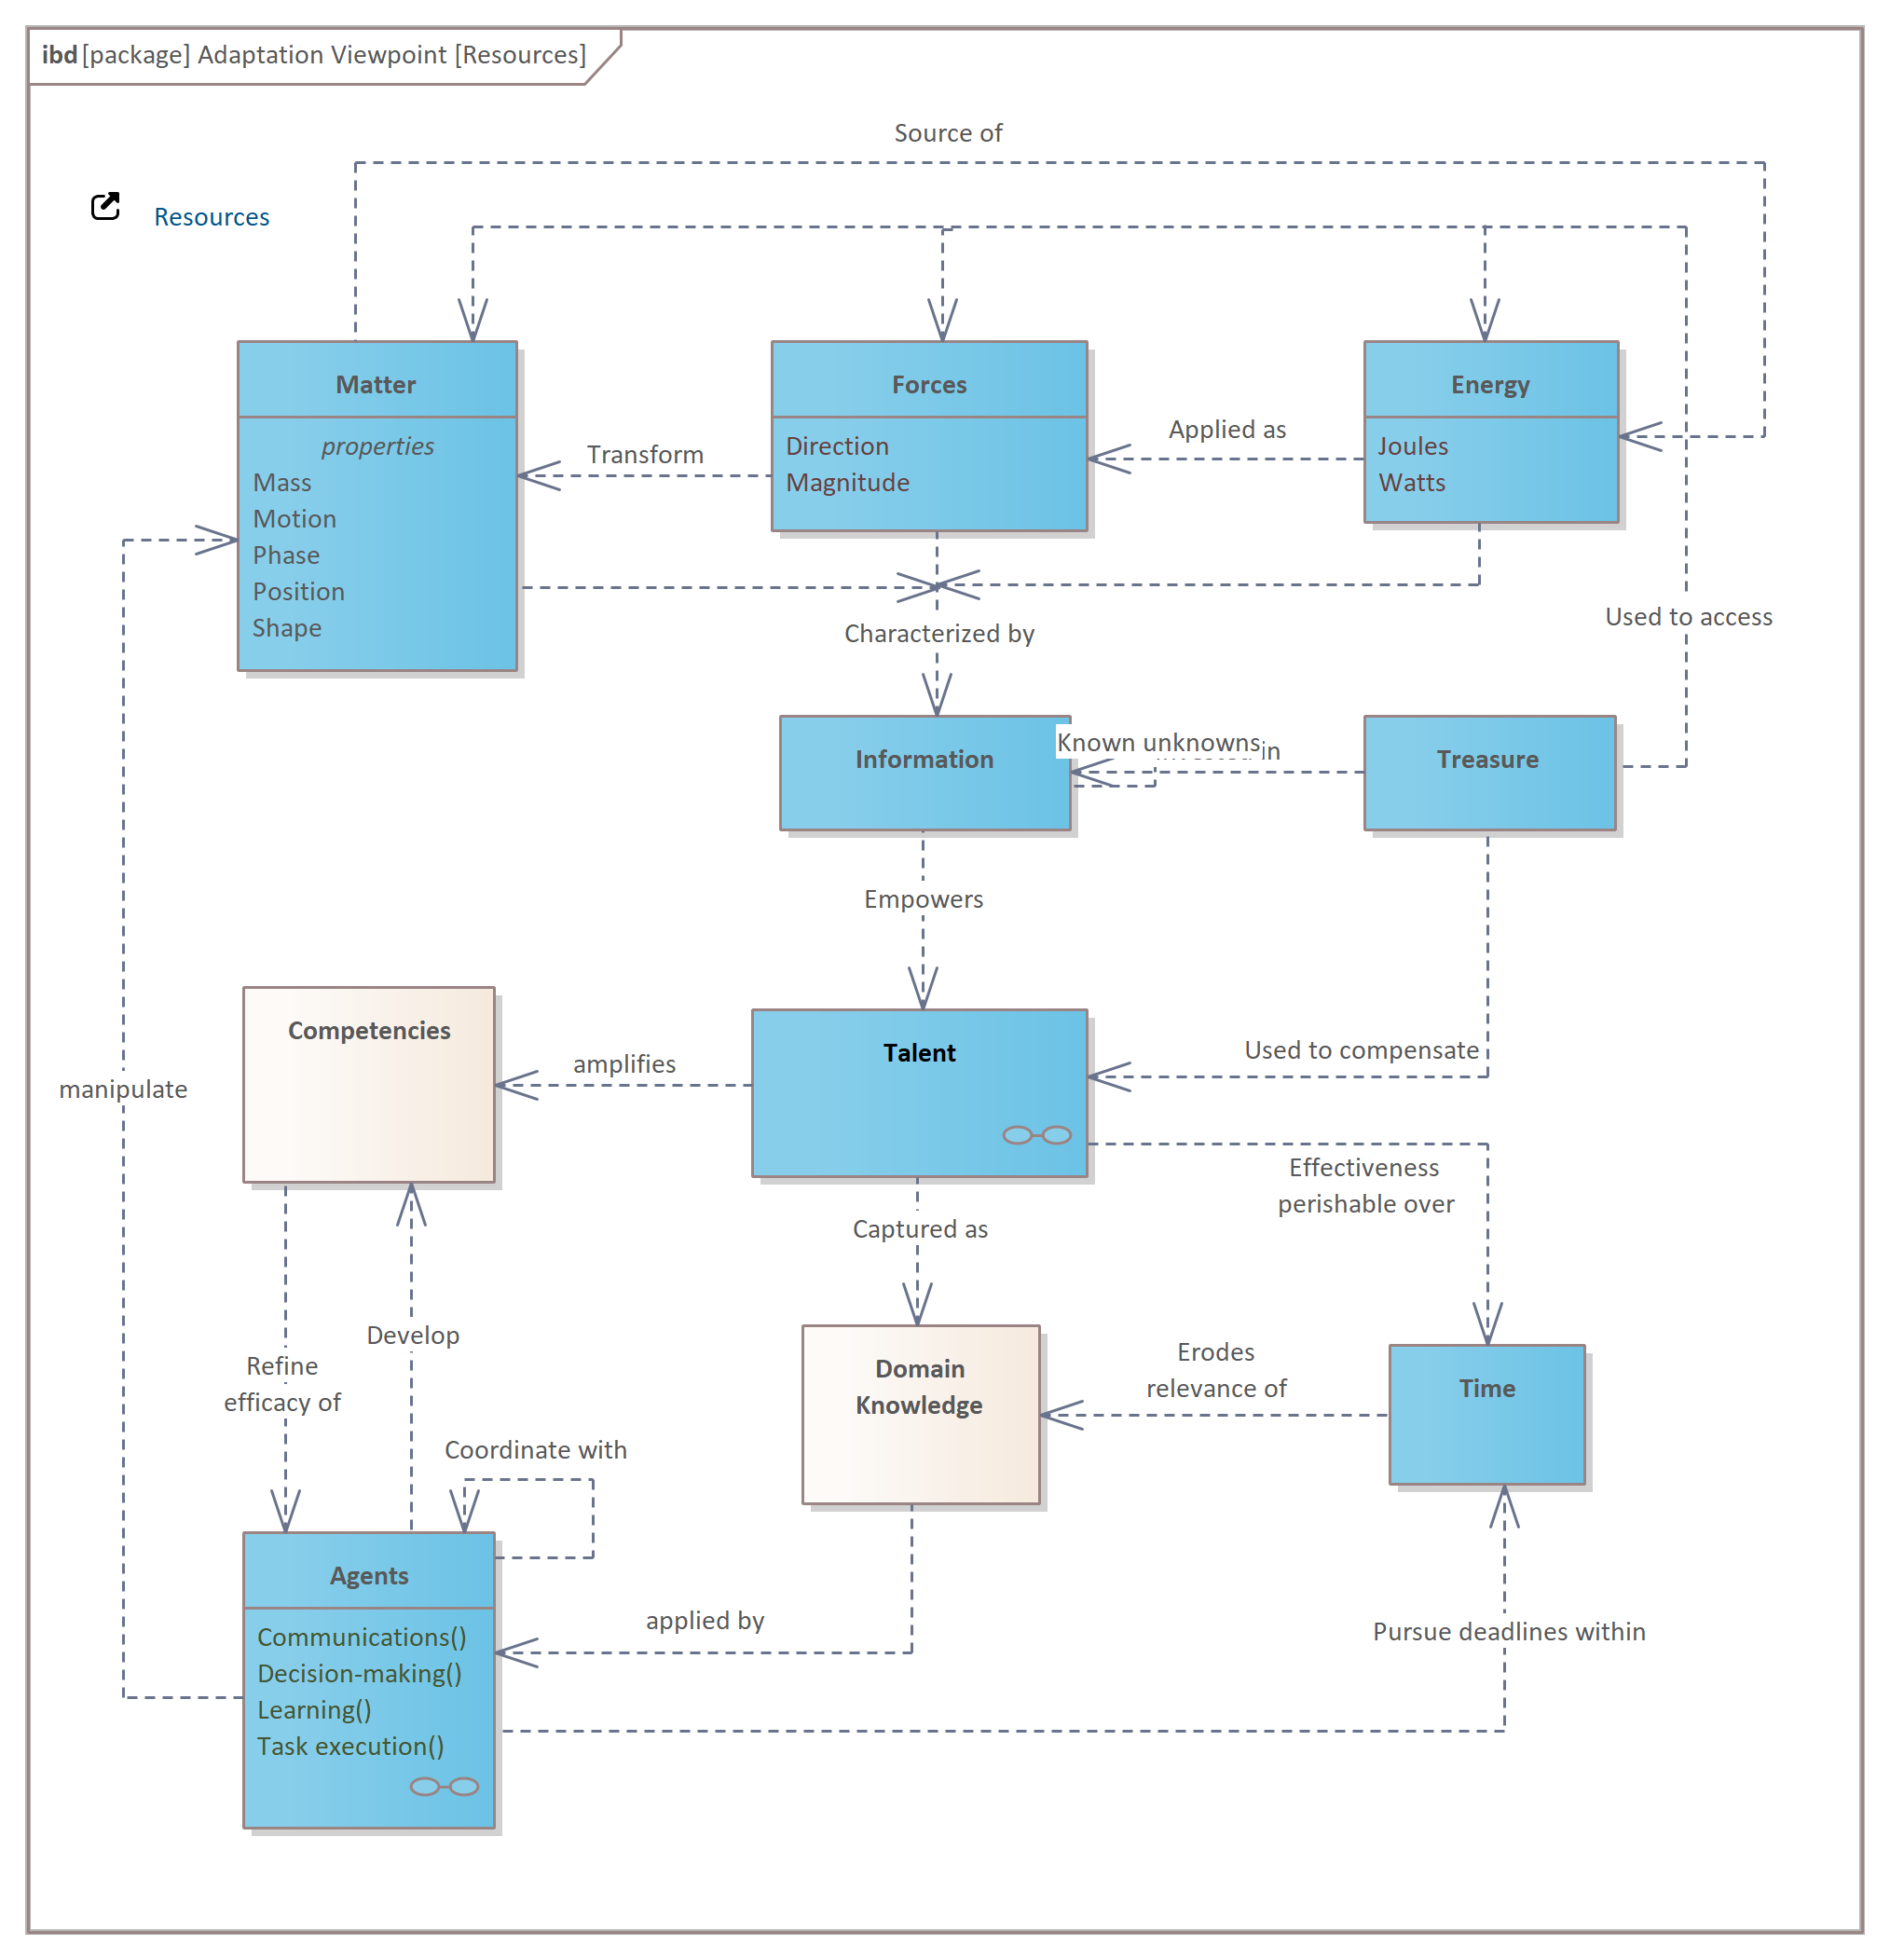 ibd [package] Adaptation Viewpoint [Resources]
Source of
Resources
Matter
properties
Mass
Motion
Phase
Position
Shape
Transform
Forces
Direction
Magnitude
Applied as
Energy
Joules
Watts
Used to access
Characterized by
Information
Known unknowns
in
Treasure
Empowers
Competencies
amplifies
Talent
Used to compensate
manipulate
Effectiveness
perishable over
Captured as
Develop
Refine
efficacy of
Domain
Knowledge
Erodes
relevance of
Time
Coordinate with
Agents
Communications()
Decision-making()
Learning()
Task execution()
applied by
Pursue deadlines within